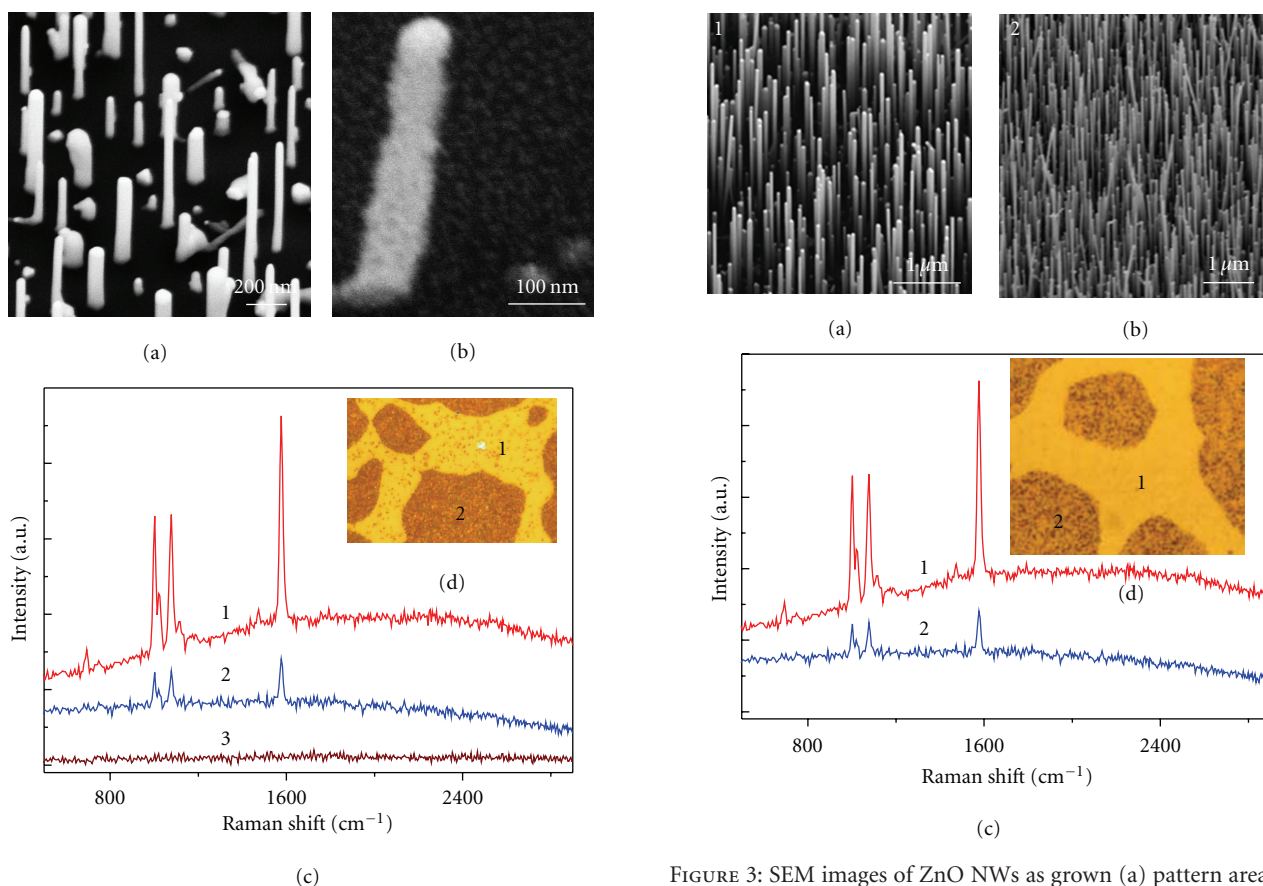 200 nm
100 nm
(a)
(b)
Intensity (a.u.)
1
2
(d)
1
2
3
800
1600
2400
Raman shift (cm−1)
(c)
1
2
1 μm
1 μm
(a)
(b)
Intensity (a.u.)
1
2
(d)
1
2
800
1600
2400
Raman shift (cm−1)
(c)
FIGURE 3: SEM images of ZnO NWs as grown (a) pattern area